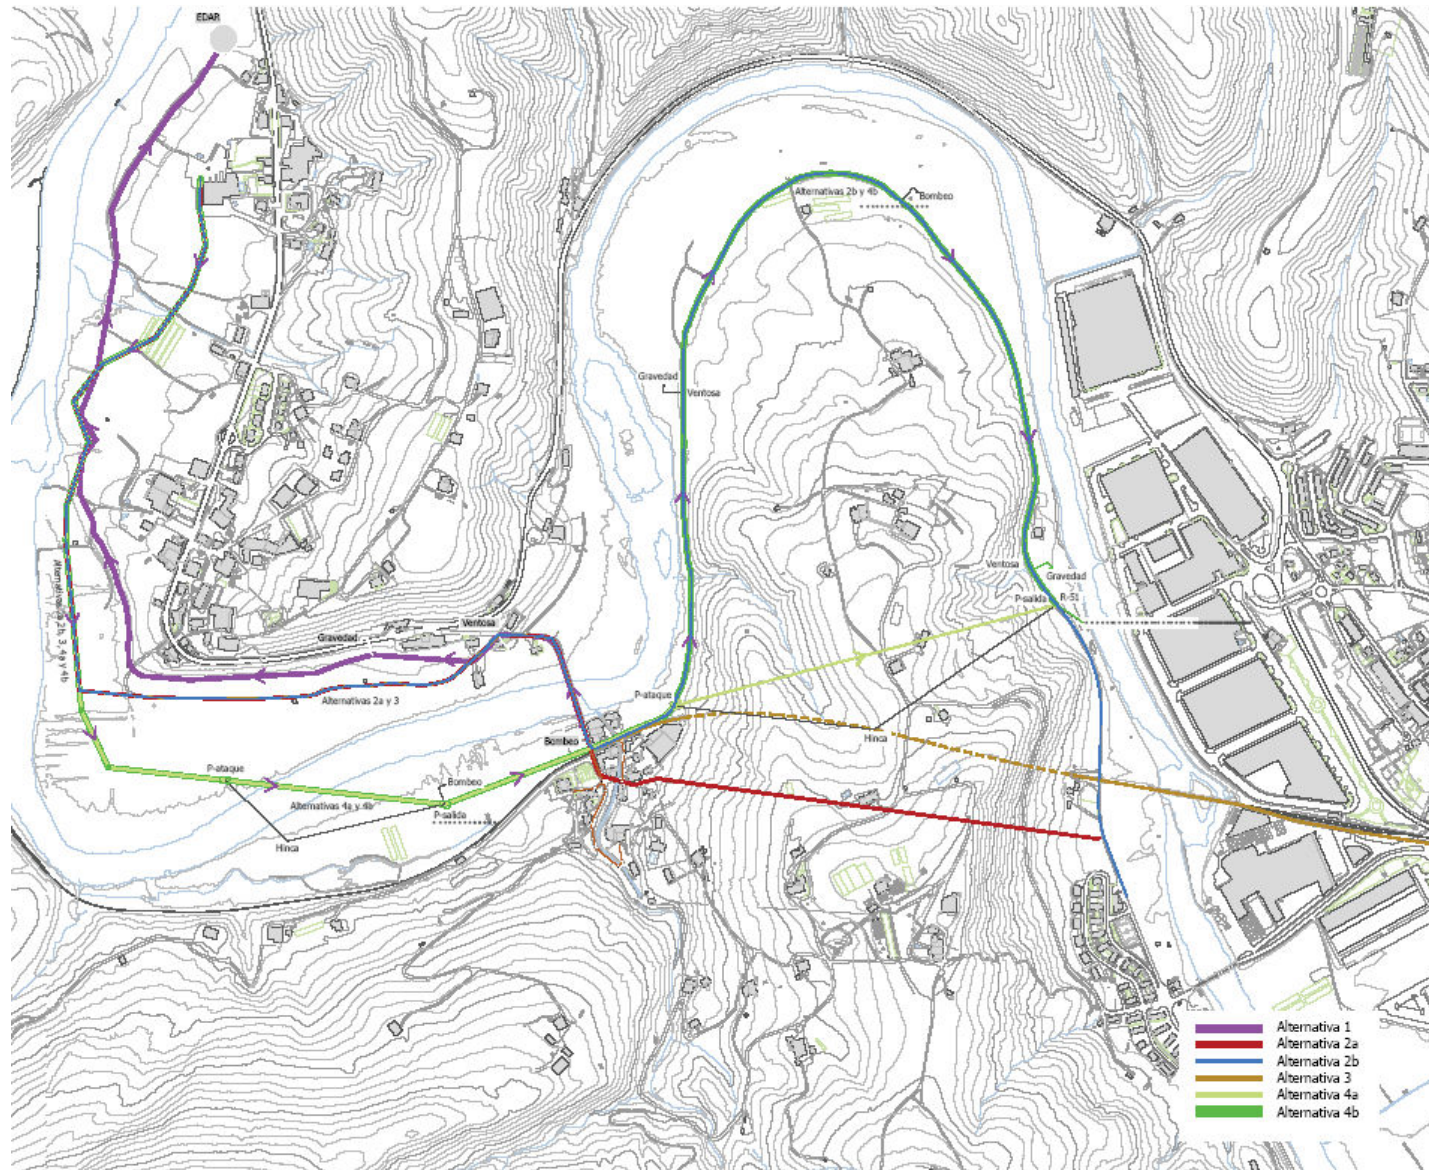 EDAR
Alternativas 2b y 4b
Bombeo
Gravedad
Ventosa
Ventosa
Gravedad
P-salida
R-51
Gravedad
Ventosa
Alternativas 2a y 3
P-ataque
Hinca
Bombeo
P-ataque
Bombeo
Alternativas 4a y 4b
P-salida
Hinca
Alternativa 1
Alternativa 2a
Alternativa 2b
Alternativa 3
Alternativa 4a
Alternativa 4b